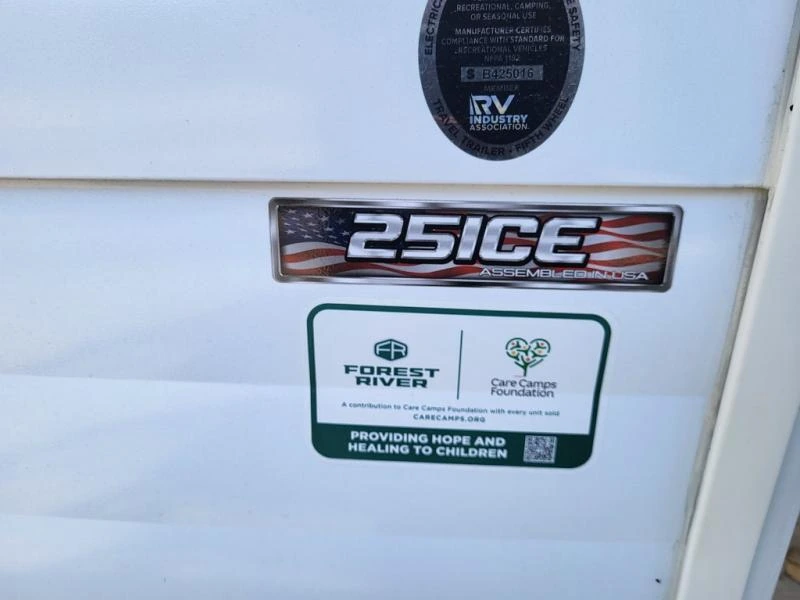 RECREATIONAL, CAMPING,
OR SEASONAL USE
MANUFACTURER CERTIFIES
COMPLIANCE WITH STANDARD FOR
RECREATIONAL VEHICLES
NFPA 1192
S B425016
MEMBER
RV
INDUSTRY
ASSOCIATION.
TRAVEL TRAILER • FIFTH WHEEL
251CE
ASSEMBLED IN USA
FR
FOREST
RIVER
Care Camps
Foundation
A contribution to Care Camps Foundation with every unit sold
CARECAMPS.ORG
PROVIDING HOPE AND
HEALING TO CHILDREN